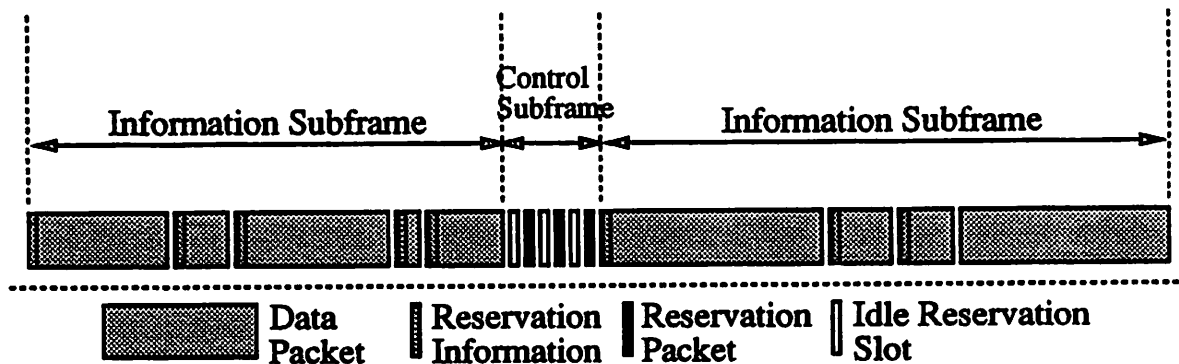 Control
Subframe
Information Subframe
Information Subframe
Data
Packet
Reservation
Information
Reservation
Packet
Idle Reservation
Slot